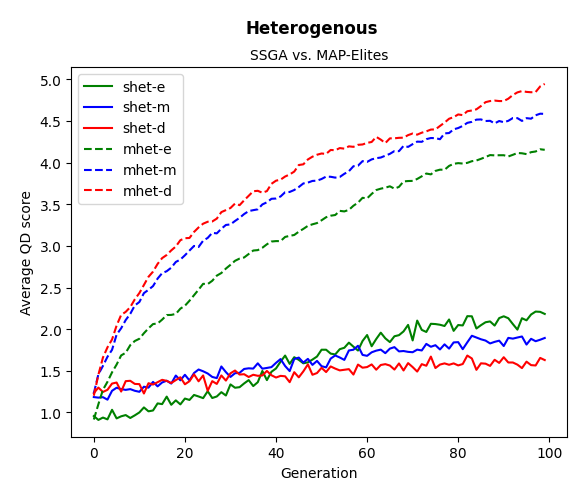 Heterogenous
SSGA vs. MAP-Elites
shet-e
shet-m
shet-d
mhet-e
mhet-m
mhet-d
Average QD score
5.0
4.5
4.0
3.5
3.0
2.5
2.0
1.5
1.0
0 20 40 60 80 100
Generation